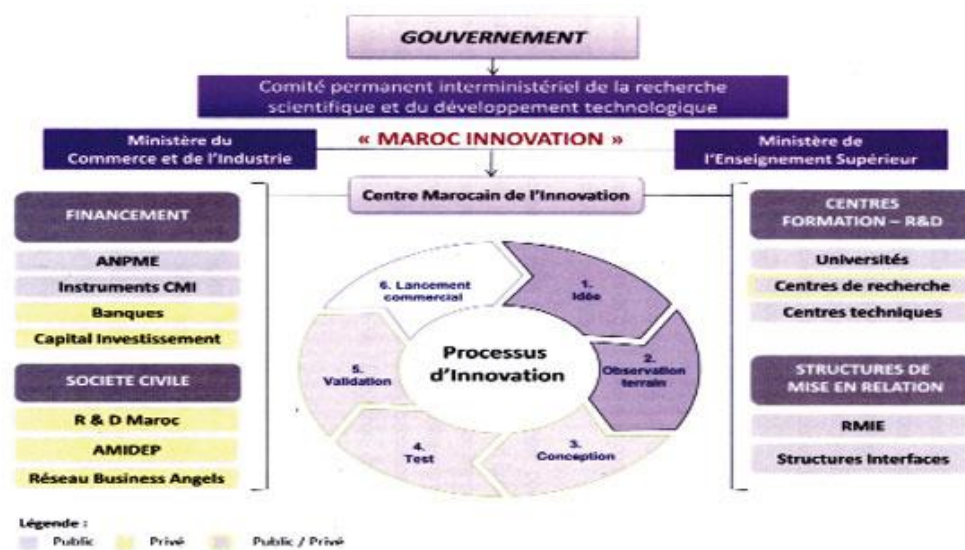 GOUVERNEMENT
Comité permanent interministériel de la recherche
scientifique et du développement technologique
Ministère du
Commerce et de l'Industrie
« MAROC INNOVATION »
Ministère de
l'Enseignement Supérieur
Centre Marocain de l'Innovation
FINANCEMENT
ANPME
Instruments CMI
Banques
Capital Investissement
SOCIETE CIVILE
R & D Maroc
AMIDEP
Réseau Business Angels
6. Lancement
commercial
1.
Idée
2.
Observation
terrain
3.
Conception
4.
Test
5.
Validation
Processus
d'Innovation
CENTRES
FORMATION – R&D
Universités
Centres de recherche
Centres techniques
STRUCTURES DE
MISE EN RELATION
RMIE
Structures Interfaces
Légende :
Public
Privé
Public / Privé